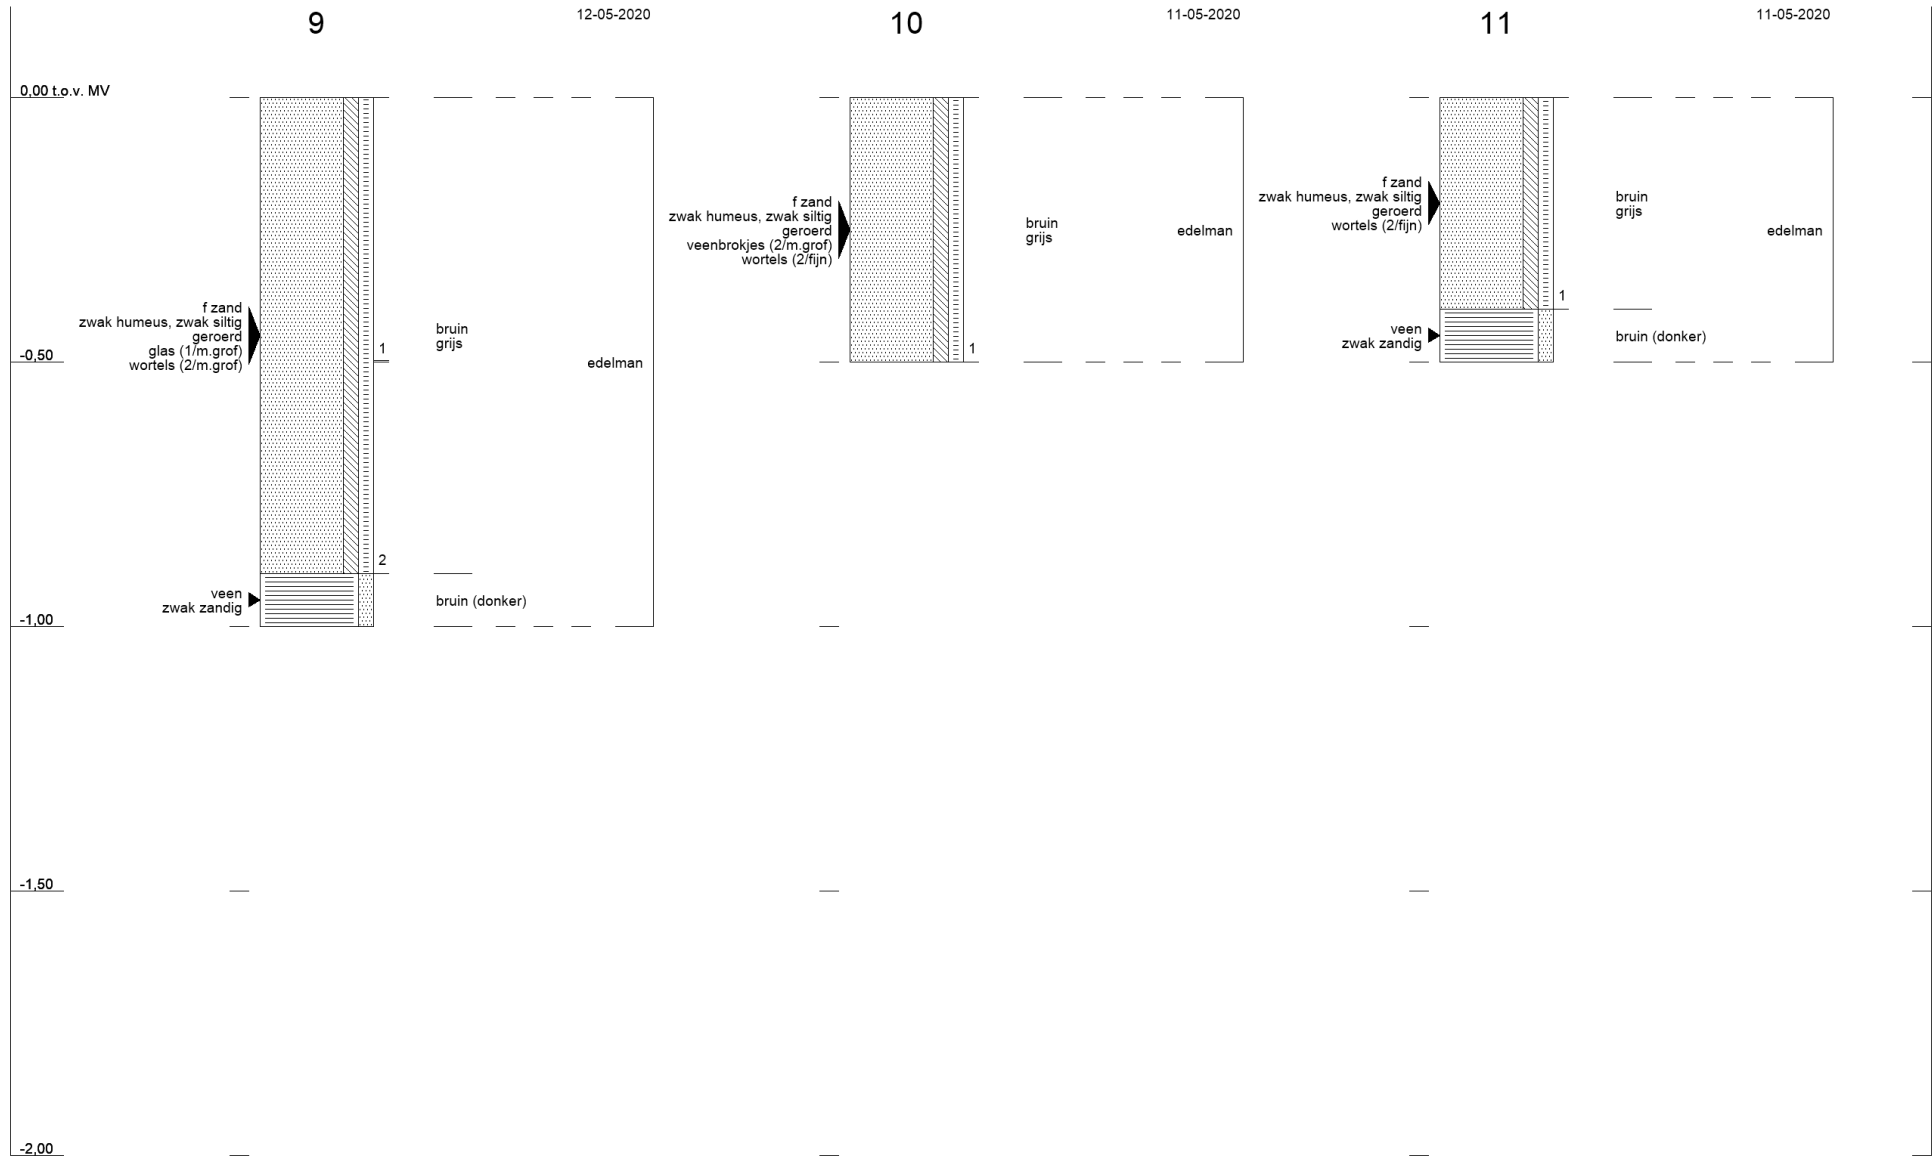 9
12-05-2020
10
11-05-2020
11
11-05-2020
0,00 t.o.v. MV
-0,50
-1,00
-1,50
-2,00
f zand
zwak humeus, zwak siltig
geroerd
glas (1/m.grof)
wortels (2/m.grof)
1
2
bruin
grijs
edelman
veen
zwak zandig
bruin (donker)
f zand
zwak humeus, zwak siltig
geroerd
veenbrokjes (2/m.grof)
wortels (2/fijn)
1
bruin
grijs
edelman
f zand
zwak humeus, zwak siltig
geroerd
wortels (2/fijn)
1
bruin
grijs
edelman
veen
zwak zandig
bruin (donker)